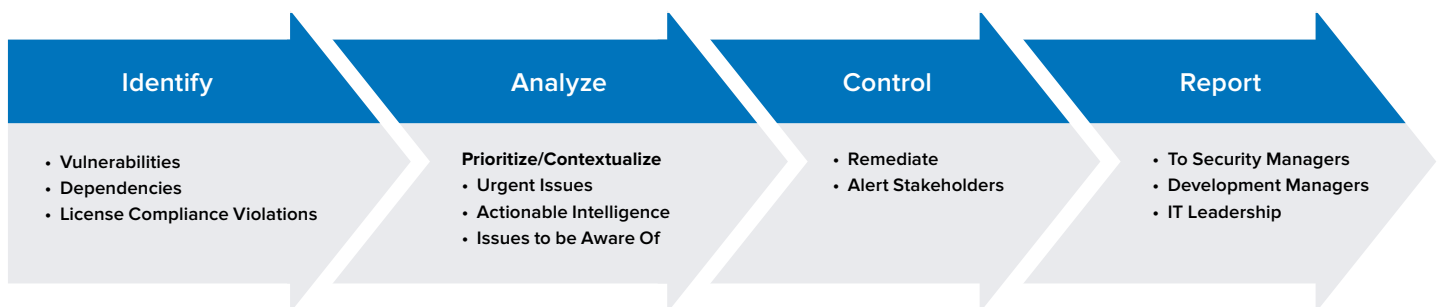 Identify
• Vulnerabilities
• Dependencies
• License Compliance Violations
Analyze
Prioritize/Contextualize
• Urgent Issues
• Actionable Intelligence
• Issues to be Aware Of
Control
• Remediate
• Alert Stakeholders
Report
• To Security Managers
• Development Managers
• IT Leadership